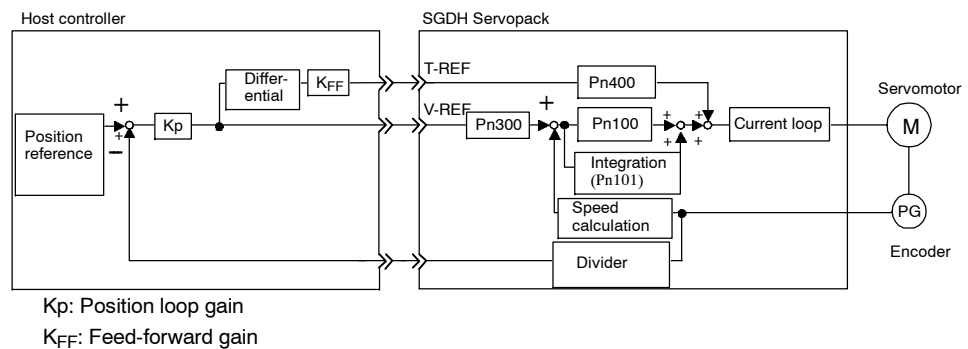 Host controller
SGDH Servopack
T-REF
Differ-
ential
KFF
Pn400
Servomotor
+
V-REF
+
Position
reference
+
−
Kp
Pn300
Pn100
+
+
+
+
Current loop
M
Integration
(Pn101)
Speed
calculation
PG
Divider
Encoder
Kp: Position loop gain
KFF: Feed-forward gain